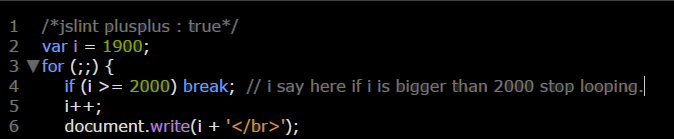 1 /*jslint plusplus : true*/
2 var i = 1900;
3 for (;;) {
4 if (i >= 2000) break; // i say here if i is bigger than 2000 stop looping.
5 i++;
6 document.write(i + '</br>');